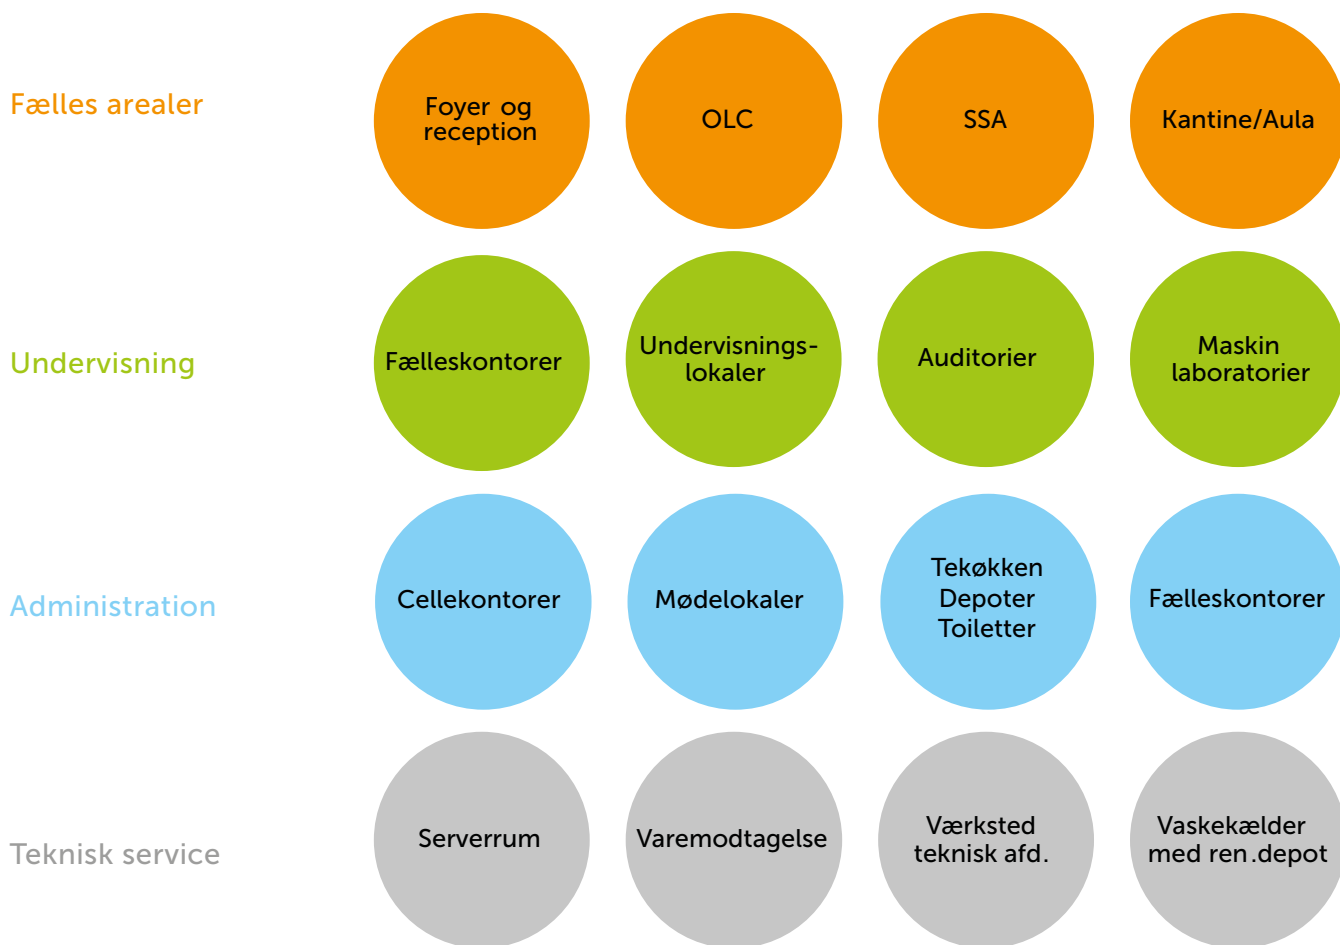 Fælles arealer
Foyer og
reception
OLC
SSA
Kantine/Aula
Undervisning
Fælleskontorer
Undervisnings-
lokaler
Auditorier
Maskin
laboratorier
Administration
Cellekontorer
Mødelokaler
Tekøkken
Depoter
Toiletter
Fælleskontorer
Teknisk service
Serverrum
Varemodtagelse
Værksted
teknisk afd.
Vaskekælder
med ren.depot